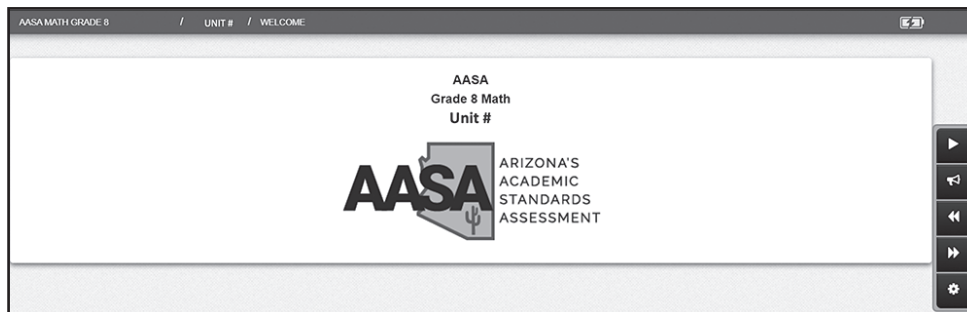 AASA MATH GRADE 8 / UNIT # / WELCOME
AASA
Grade 8 Math
Unit #
AASA
ARIZONA'S
ACADEMIC
STANDARDS
ASSESSMENT